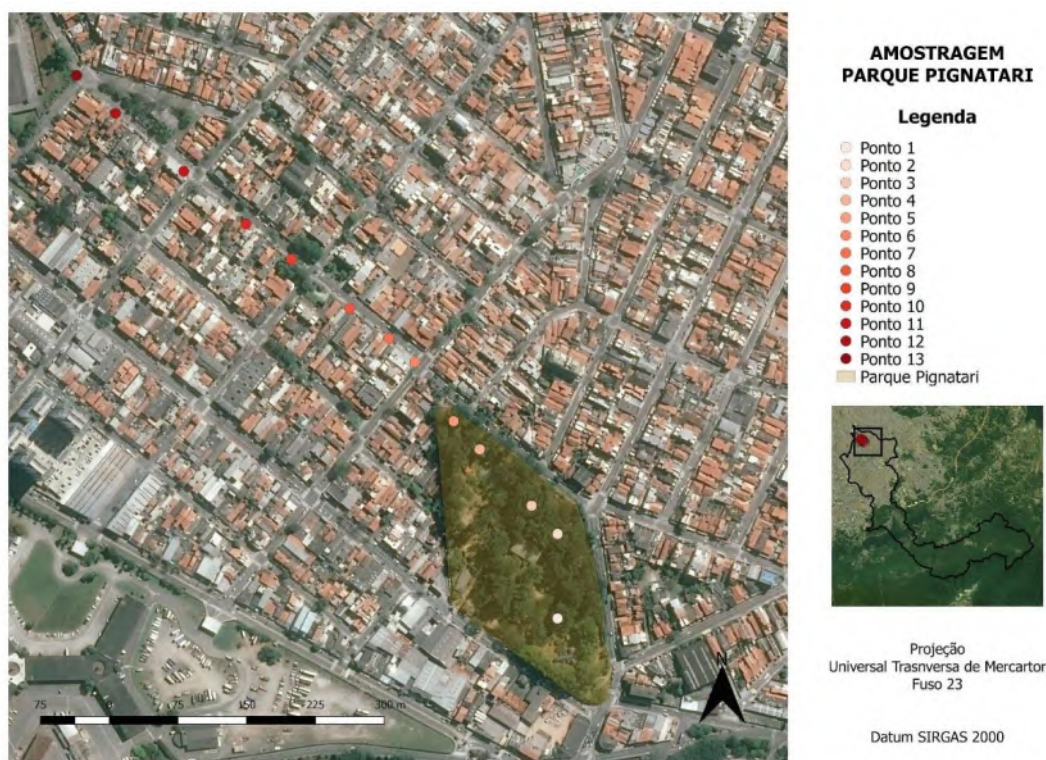 AMOSTRAGEM
PARQUE PIGNATARI
Legenda
Ponto 1
Ponto 2
Ponto 3
Ponto 4
Ponto 5
Ponto 6
Ponto 7
Ponto 8
Ponto 9
Ponto 10
Ponto 11
Ponto 12
Ponto 13
Parque Pignatari
N
75 0 75 150 225 300 m
Projeção
Universal Trasnversa de Mercartor
Fuso 23
Datum SIRGAS 2000